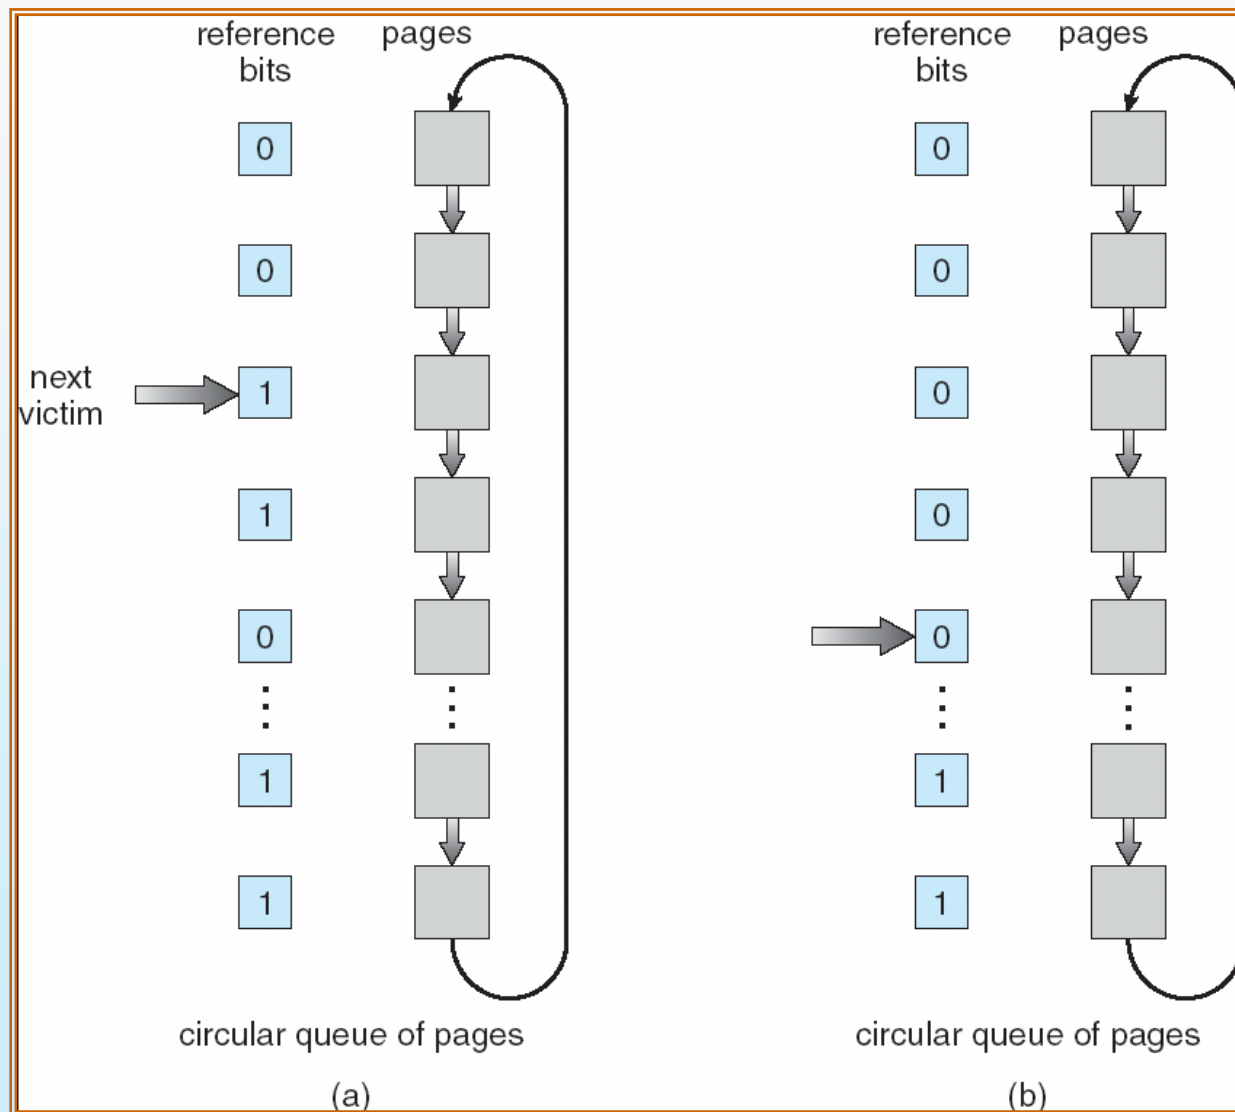 reference
bits
pages
0
0
next
victim
1
1
0
1
1
circular queue of pages
(a)
reference
bits
pages
0
0
0
0
0
1
1
circular queue of pages
(b)